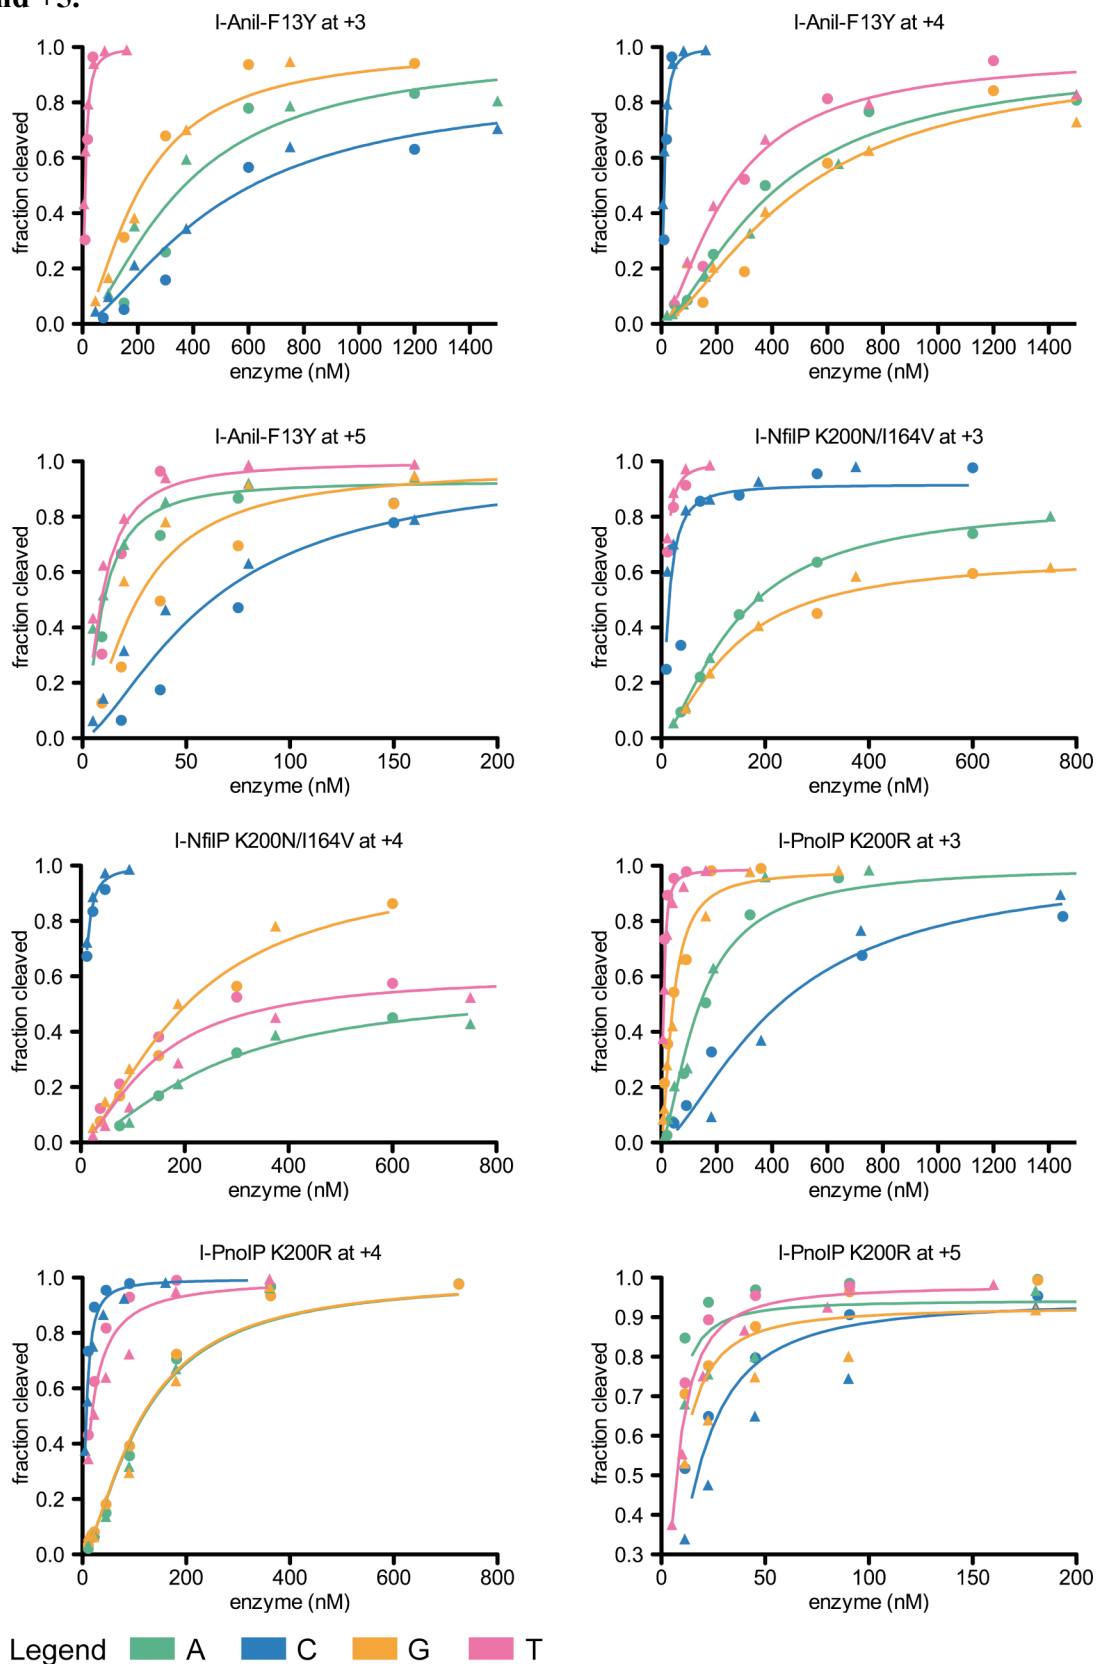 +5.
I-AniI-F13Y at +3
1.0
0.8
0.6
0.4
0.2
0.0
fraction cleaved
0 200 400 600 800 1000 1200 1400
enzyme (nM)
I-AniI-F13Y at +4
1.0
0.8
0.6
0.4
0.2
0.0
fraction cleaved
0 200 400 600 800 1000 1200 1400
enzyme (nM)
I-AniI-F13Y at +5
1.0
0.8
0.6
0.4
0.2
0.0
fraction cleaved
0 50 100 150 200
enzyme (nM)
I-NfiIP K200N/I164V at +3
1.0
0.8
0.6
0.4
0.2
0.0
fraction cleaved
0 200 400 600 800
enzyme (nM)
I-NfiIP K200N/I164V at +4
1.0
0.8
0.6
0.4
0.2
0.0
fraction cleaved
0 200 400 600 800
enzyme (nM)
I-PnoIP K200R at +3
1.0
0.8
0.6
0.4
0.2
0.0
fraction cleaved
0 200 400 600 800 1000 1200 1400
enzyme (nM)
I-PnoIP K200R at +4
1.0
0.8
0.6
0.4
0.2
0.0
fraction cleaved
0 200 400 600 800
enzyme (nM)
I-PnoIP K200R at +5
1.0
0.9
0.8
0.7
0.6
0.5
0.4
0.3
fraction cleaved
0 50 100 150 200
enzyme (nM)
Legend A C G T